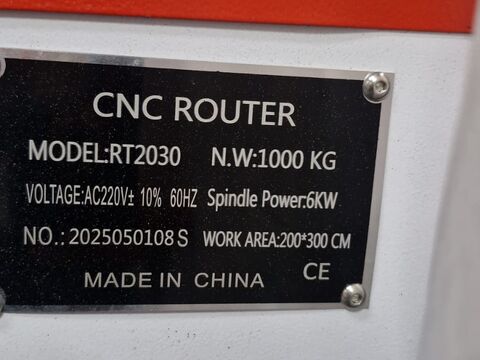 CNC ROUTER
MODEL:RT2030 N.W:1000 KG
VOLTAGE:AC220V± 10% 60HZ Spindle Power:6KW
NO.: 2025050108 S WORK AREA:200*300 CM
MADE IN CHINA CE